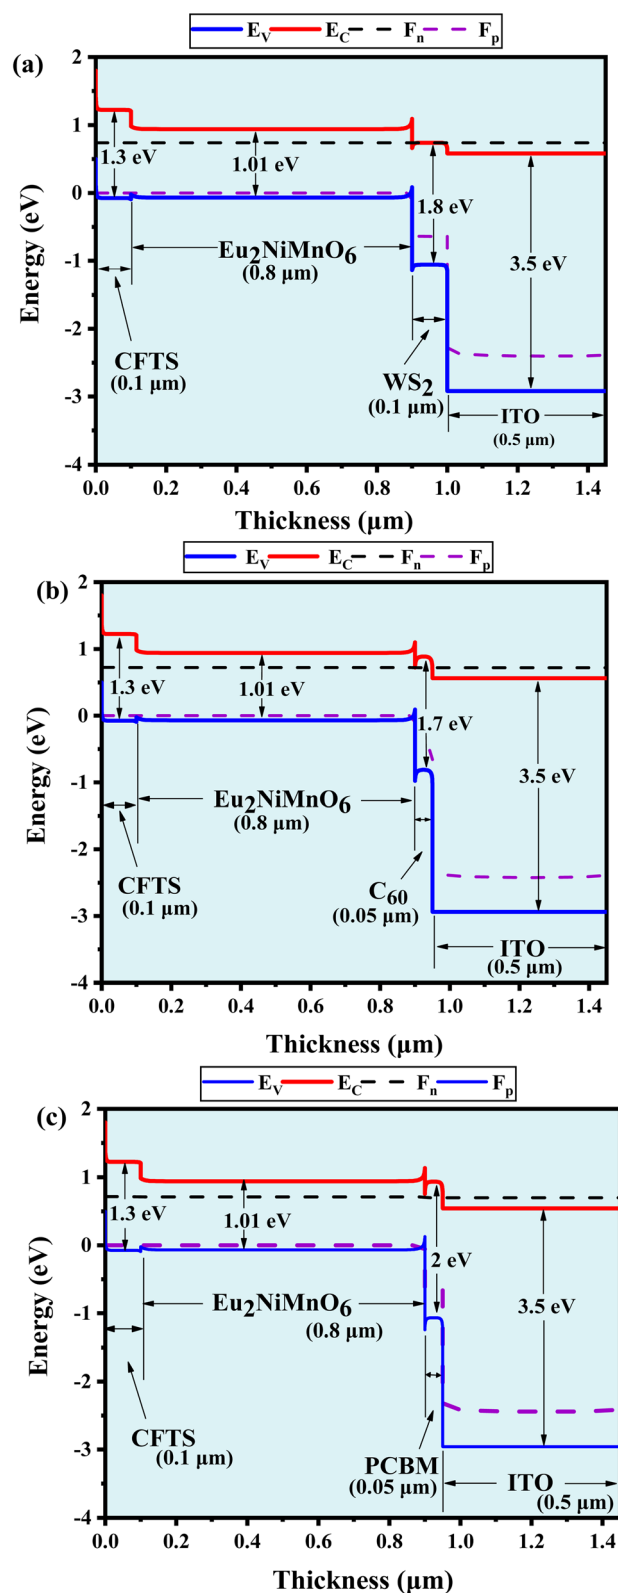 E_V E_C F_n F_p
(a)
2
1
0
-1
-2
-3
-4
Energy (eV)
1.3 eV
1.01 eV
1.8 eV
3.5 eV
Eu2NiMnO6
(0.8 µm)
CFTS
(0.1 µm)
WS2
(0.1 µm)
ITO
(0.5 µm)
0.0 0.2 0.4 0.6 0.8 1.0 1.2 1.4
Thickness (µm)
E_V E_C F_n F_p
(b)
2
1
0
-1
-2
-3
-4
Energy (eV)
1.3 eV
1.01 eV
1.7 eV
3.5 eV
Eu2NiMnO6
(0.8 µm)
CFTS
(0.1 µm)
C60
(0.05 µm)
ITO
(0.5 µm)
0.0 0.2 0.4 0.6 0.8 1.0 1.2 1.4
Thickness (µm)
E_V E_C F_n F_p
(c)
2
1
0
-1
-2
-3
-4
Energy (eV)
1.3 eV
1.01 eV
2 eV
3.5 eV
Eu2NiMnO6
(0.8 µm)
CFTS
(0.1 µm)
PCBM
(0.05 µm)
ITO
(0.5 µm)
0.0 0.2 0.4 0.6 0.8 1.0 1.2 1.4
Thickness (µm)